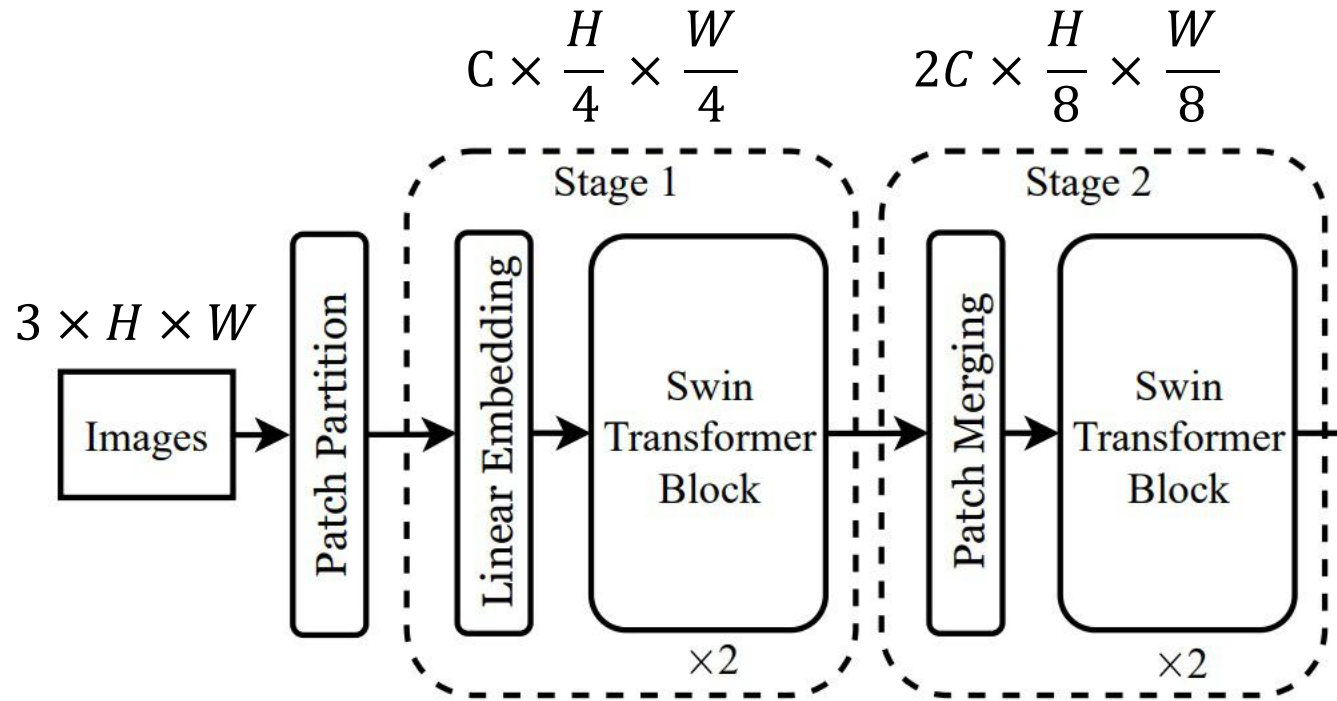 C × H/4 × W/4
2C × H/8 × W/8
Stage 1
Stage 2
3 × H × W
Images
Patch Partition
Linear Embedding
Swin
Transformer
Block
×2
Patch Merging
Swin
Transformer
Block
×2